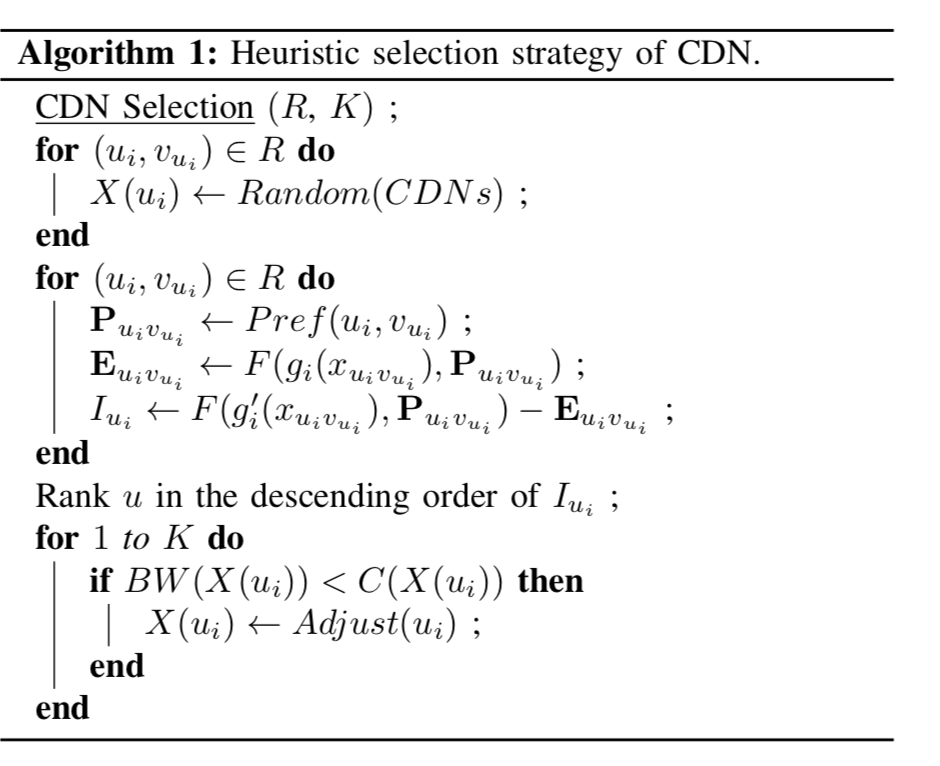 Algorithm 1: Heuristic selection strategy of CDN.
CDN Selection (R, K) ;
for (u_i, v_{u_i}) ∈ R do
X(u_i) ← Random(CDNs) ;
end
for (u_i, v_{u_i}) ∈ R do
P_{u_i v_{u_i}} ← Pref(u_i, v_{u_i}) ;
E_{u_i v_{u_i}} ← F(g_i(x_{u_i v_{u_i}}), P_{u_i v_{u_i}}) ;
I_{u_i} ← F(g'_i(x_{u_i v_{u_i}}), P_{u_i v_{u_i}}) − E_{u_i v_{u_i}} ;
end
Rank u in the descending order of I_{u_i} ;
for 1 to K do
if BW(X(u_i)) < C(X(u_i)) then
X(u_i) ← Adjust(u_i) ;
end
end